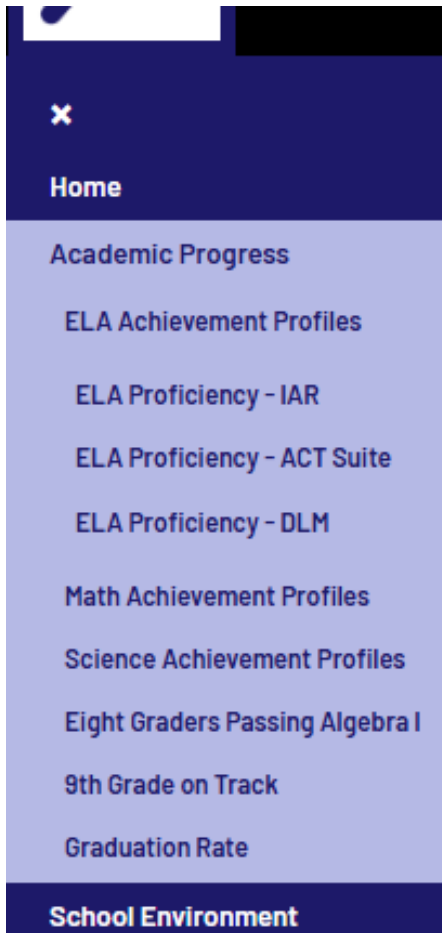 ×
Home
Academic Progress
ELA Achievement Profiles
ELA Proficiency - IAR
ELA Proficiency - ACT Suite
ELA Proficiency - DLM
Math Achievement Profiles
Science Achievement Profiles
Eight Graders Passing Algebra I
9th Grade on Track
Graduation Rate
School Environment